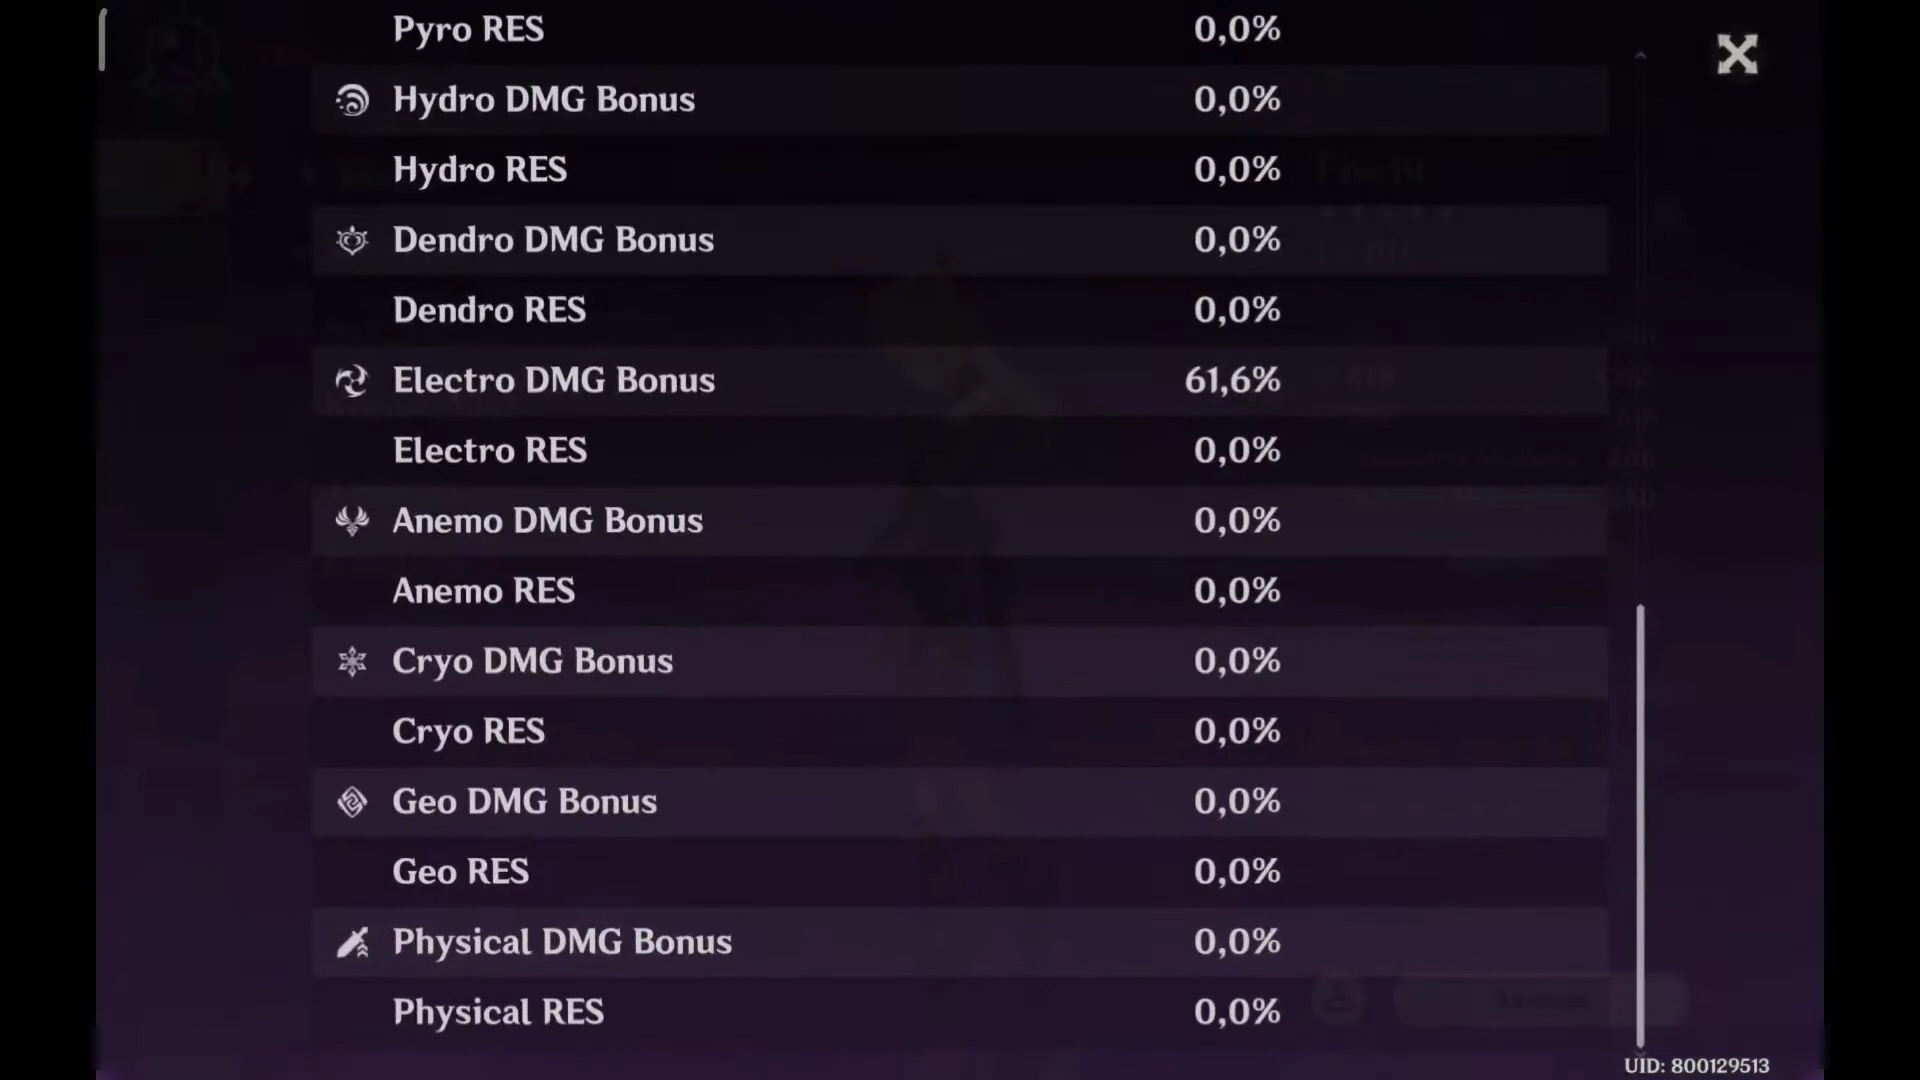 Pyro RES 0,0%
Hydro DMG Bonus 0,0%
Hydro RES 0,0%
Dendro DMG Bonus 0,0%
Dendro RES 0,0%
Electro DMG Bonus 61,6%
Electro RES 0,0%
Anemo DMG Bonus 0,0%
Anemo RES 0,0%
Cryo DMG Bonus 0,0%
Cryo RES 0,0%
Geo DMG Bonus 0,0%
Geo RES 0,0%
Physical DMG Bonus 0,0%
Physical RES 0,0%
UID: 800129513